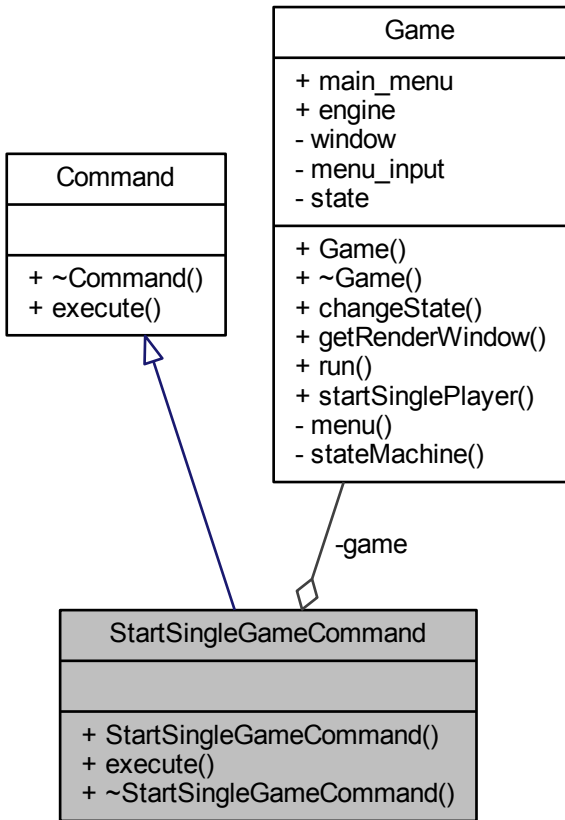 Game
+ main_menu
+ engine
- window
- menu_input
- state
+ Game()
+ ~Game()
+ changeState()
+ getRenderWindow()
+ run()
+ startSinglePlayer()
- menu()
- stateMachine()
Command
+ ~Command()
+ execute()
-game
StartSingleGameCommand
+ StartSingleGameCommand()
+ execute()
+ ~StartSingleGameCommand()